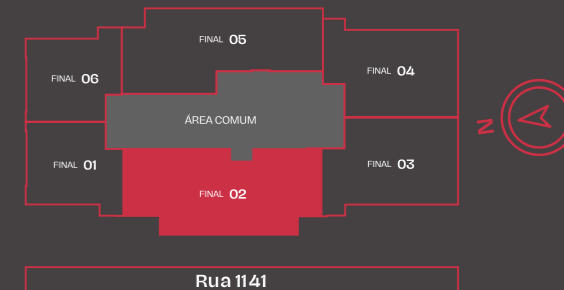 FINAL 05
FINAL 06
FINAL 04
ÁREA COMUM
N
FINAL 01
FINAL 03
FINAL 02
Rua 1141